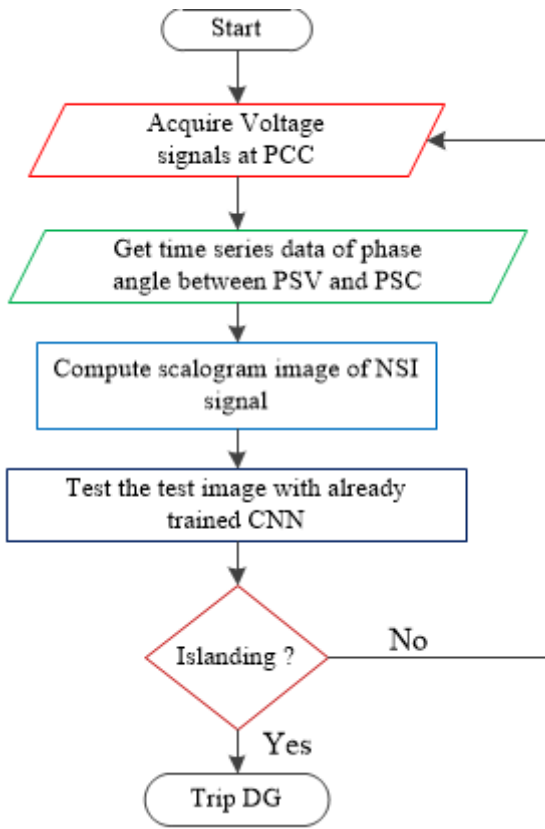 Start
Acquire Voltage
signals at PCC
Get time series data of phase
angle between PSV and PSC
Compute scalogram image of NSI
signal
Test the test image with already
trained CNN
Islanding ?
No
Yes
Trip DG